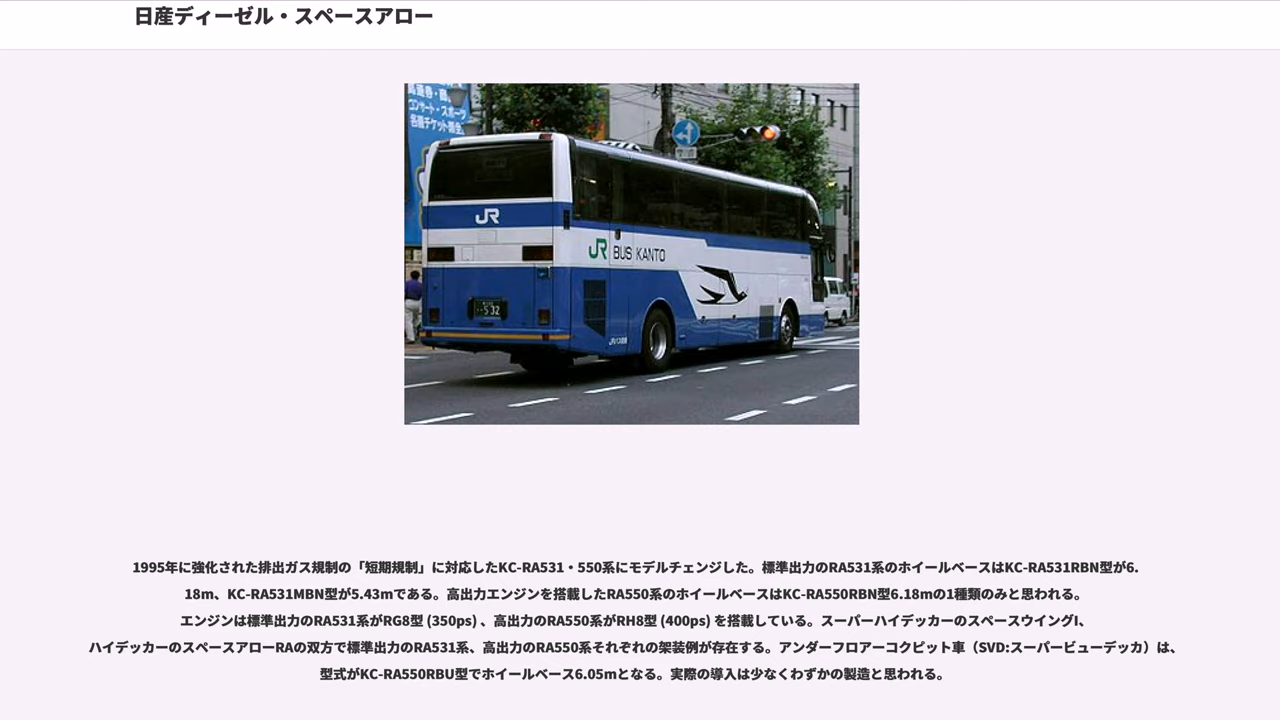 日産ディーゼル・スペースアロー
コンサート・スポーツ
各種チケット販売
JR
JR BUS KANTO
532
1995年に強化された排出ガス規制の「短期規制」に対応したKC-RA531・550系にモデルチェンジした。標準出力のRA531系のホイールベースはKC-RA531RBN型が6.
18m、KC-RA531MBN型が5.43mである。高出力エンジンを搭載したRA550系のホイールベースはKC-RA550RBN型6.18mの1種類のみと思われる。
エンジンは標準出力のRA531系がRG8型 (350ps) 、高出力のRA550系がRH8型 (400ps) を搭載している。スーパーハイデッカーのスペースウイングI、
ハイデッカーのスペースアローRAの双方で標準出力のRA531系、高出力のRA550系それぞれの架装例が存在する。アンダーフロアーコクピット車（SVD:スーパービューデッカ）は、
型式がKC-RA550RBU型でホイールベース6.05mとなる。実際の導入は少なくわずかの製造と思われる。